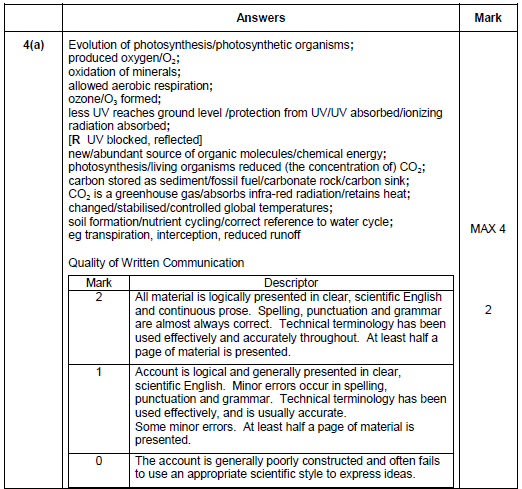 Answers Mark
4(a) Evolution of photosynthesis/photosynthetic organisms;
produced oxygen/O₂;
oxidation of minerals;
allowed aerobic respiration;
ozone/O₃ formed;
less UV reaches ground level /protection from UV/UV absorbed/ionizing
radiation absorbed;
[R UV blocked, reflected]
new/abundant source of organic molecules/chemical energy;
photosynthesis/living organisms reduced (the concentration of) CO₂;
carbon stored as sediment/fossil fuel/carbonate rock/carbon sink;
CO₂ is a greenhouse gas/absorbs infra-red radiation/retains heat;
changed/stabilised/controlled global temperatures;
soil formation/nutrient cycling/correct reference to water cycle;
eg transpiration, interception, reduced runoff
MAX 4
Quality of Written Communication
Mark Descriptor
2 All material is logically presented in clear, scientific English
and continuous prose. Spelling, punctuation and grammar
are almost always correct. Technical terminology has been
used effectively and accurately throughout. At least half a
page of material is presented.
2
1 Account is logical and generally presented in clear,
scientific English. Minor errors occur in spelling,
punctuation and grammar. Technical terminology has been
used effectively, and is usually accurate.
Some minor errors. At least half a page of material is
presented.
0 The account is generally poorly constructed and often fails
to use an appropriate scientific style to express ideas.